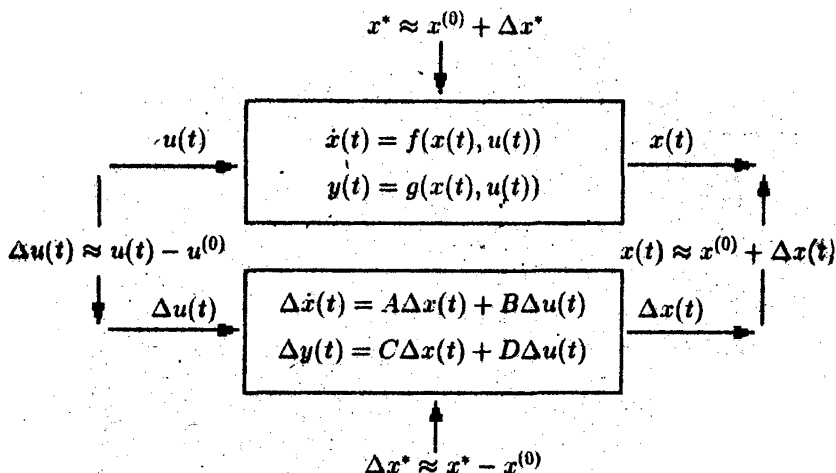 x* ≈ x⁽⁰⁾ + Δx*
u(t)
ẋ(t) = f(x(t), u(t))
x(t)
y(t) = g(x(t), u(t))
Δu(t) ≈ u(t) − u⁽⁰⁾
x(t) ≈ x⁽⁰⁾ + Δx(t)
Δu(t)
Δẋ(t) = AΔx(t) + BΔu(t)
Δx(t)
Δy(t) = CΔx(t) + DΔu(t)
Δx* ≈ x* − x⁽⁰⁾